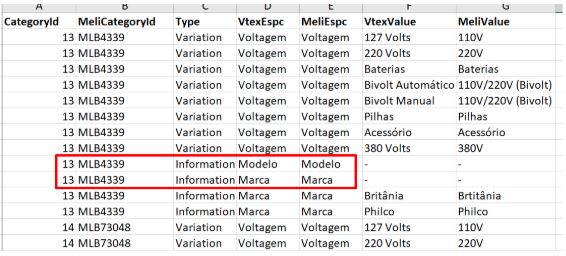 A B C D E F G
CategoryId MeliCategoryId Type VtexEspc MeliEspc VtexValue MeliValue
13 MLB4339 Variation Voltagem Voltagem 127 Volts 110V
13 MLB4339 Variation Voltagem Voltagem 220 Volts 220V
13 MLB4339 Variation Voltagem Voltagem Baterias Baterias
13 MLB4339 Variation Voltagem Voltagem Bivolt Automático 110V/220V (Bivolt)
13 MLB4339 Variation Voltagem Voltagem Bivolt Manual 110V/220V (Bivolt)
13 MLB4339 Variation Voltagem Voltagem Pilhas Pilhas
13 MLB4339 Variation Voltagem Voltagem Acessório Acessório
13 MLB4339 Variation Voltagem Voltagem 380 Volts 380V
13 MLB4339 Information Modelo Modelo - -
13 MLB4339 Information Marca Marca - -
13 MLB4339 Information Marca Marca Britânia Brtitânia
13 MLB4339 Information Marca Marca Philco Philco
14 MLB73048 Variation Voltagem Voltagem 127 Volts 110V
14 MLB73048 Variation Voltagem Voltagem 220 Volts 220V